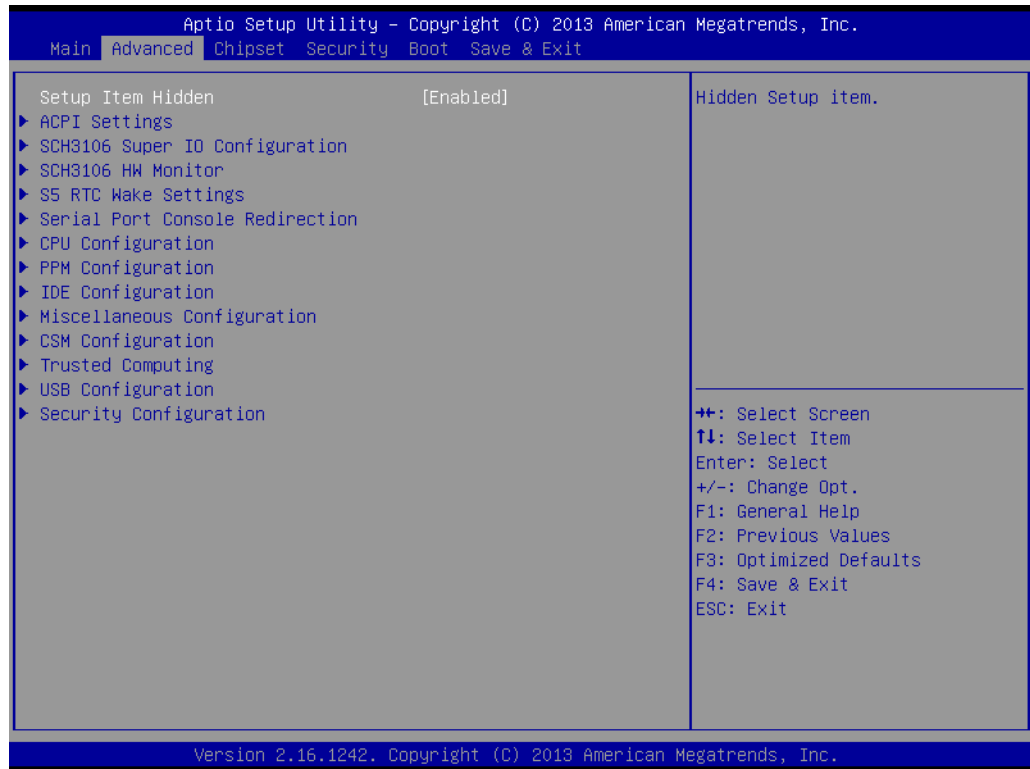 Aptio Setup Utility – Copyright (C) 2013 American Megatrends, Inc.
Main Advanced Chipset Security Boot Save & Exit
Setup Item Hidden [Enabled]
▶ ACPI Settings
▶ SCH3106 Super IO Configuration
▶ SCH3106 HW Monitor
▶ S5 RTC Wake Settings
▶ Serial Port Console Redirection
▶ CPU Configuration
▶ PPM Configuration
▶ IDE Configuration
▶ Miscellaneous Configuration
▶ CSM Configuration
▶ Trusted Computing
▶ USB Configuration
▶ Security Configuration
Hidden Setup item.
→←: Select Screen
↑↓: Select Item
Enter: Select
+/-: Change Opt.
F1: General Help
F2: Previous Values
F3: Optimized Defaults
F4: Save & Exit
ESC: Exit
Version 2.16.1242. Copyright (C) 2013 American Megatrends, Inc.